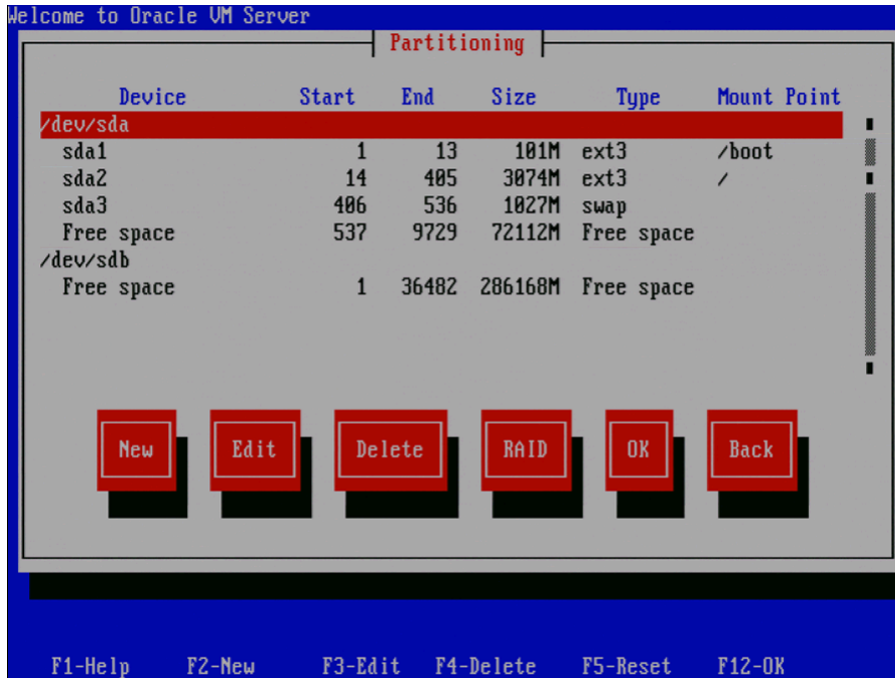 Welcome to Oracle VM Server
Partitioning
Device Start End Size Type Mount Point
/dev/sda
sda1 1 13 101M ext3 /boot
sda2 14 405 3074M ext3 /
sda3 406 536 1027M swap
Free space 537 9729 72112M Free space
/dev/sdb
Free space 1 36482 286168M Free space
New Edit Delete RAID OK Back
F1-Help F2-New F3-Edit F4-Delete F5-Reset F12-OK